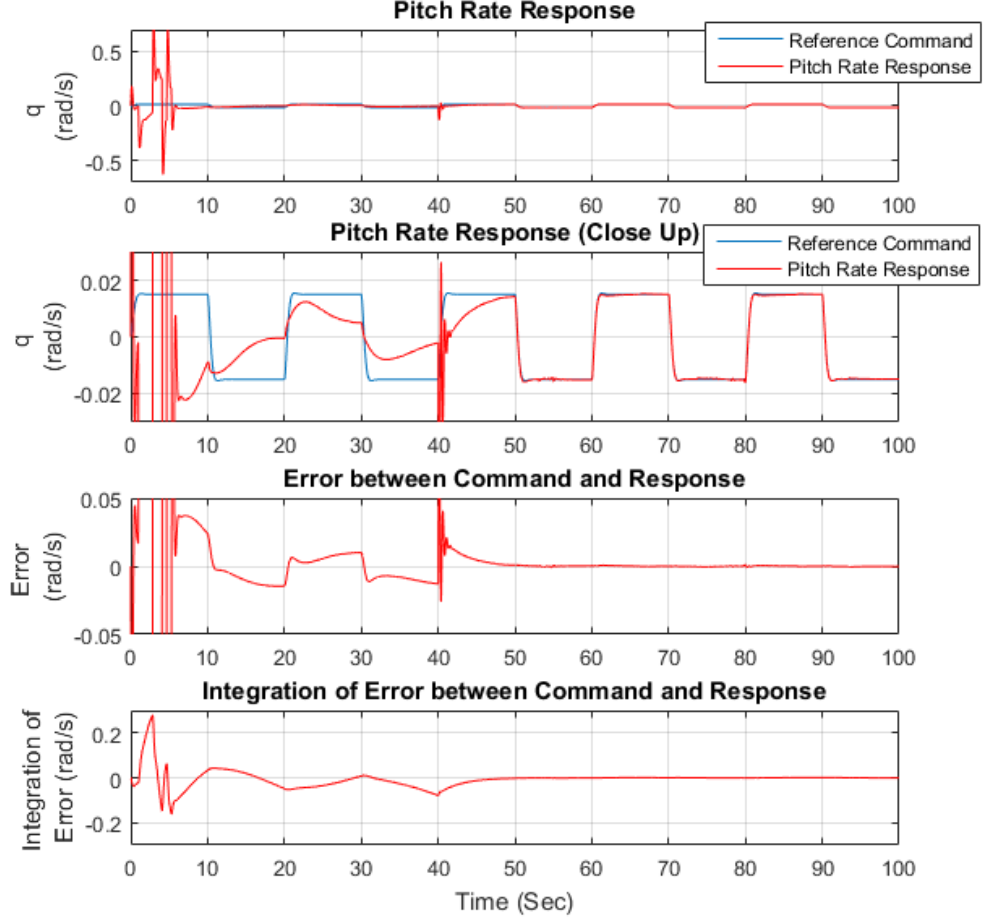 Pitch Rate Response
Reference Command
Pitch Rate Response
0.5
0
-0.5
q
(rad/s)
0 10 20 30 40 50 60 70 80 90 100
Pitch Rate Response (Close Up)
Reference Command
Pitch Rate Response
0.02
0
-0.02
q
(rad/s)
0 10 20 30 40 50 60 70 80 90 100
Error between Command and Response
0.05
0
-0.05
Error
(rad/s)
0 10 20 30 40 50 60 70 80 90 100
Integration of Error between Command and Response
0.2
0
-0.2
Integration of
Error (rad/s)
0 10 20 30 40 50 60 70 80 90 100
Time (Sec)